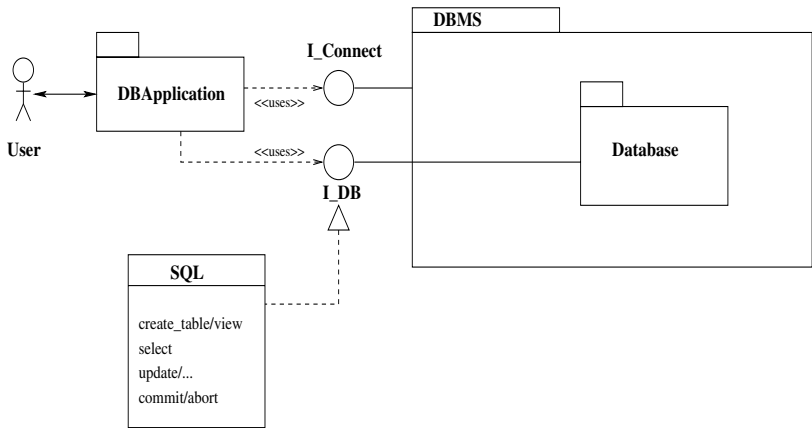 DBMS
I_Connect
DBApplication
<<uses>>
User
<<uses>>
Database
I_DB
SQL
create_table/view
select
update/...
commit/abort